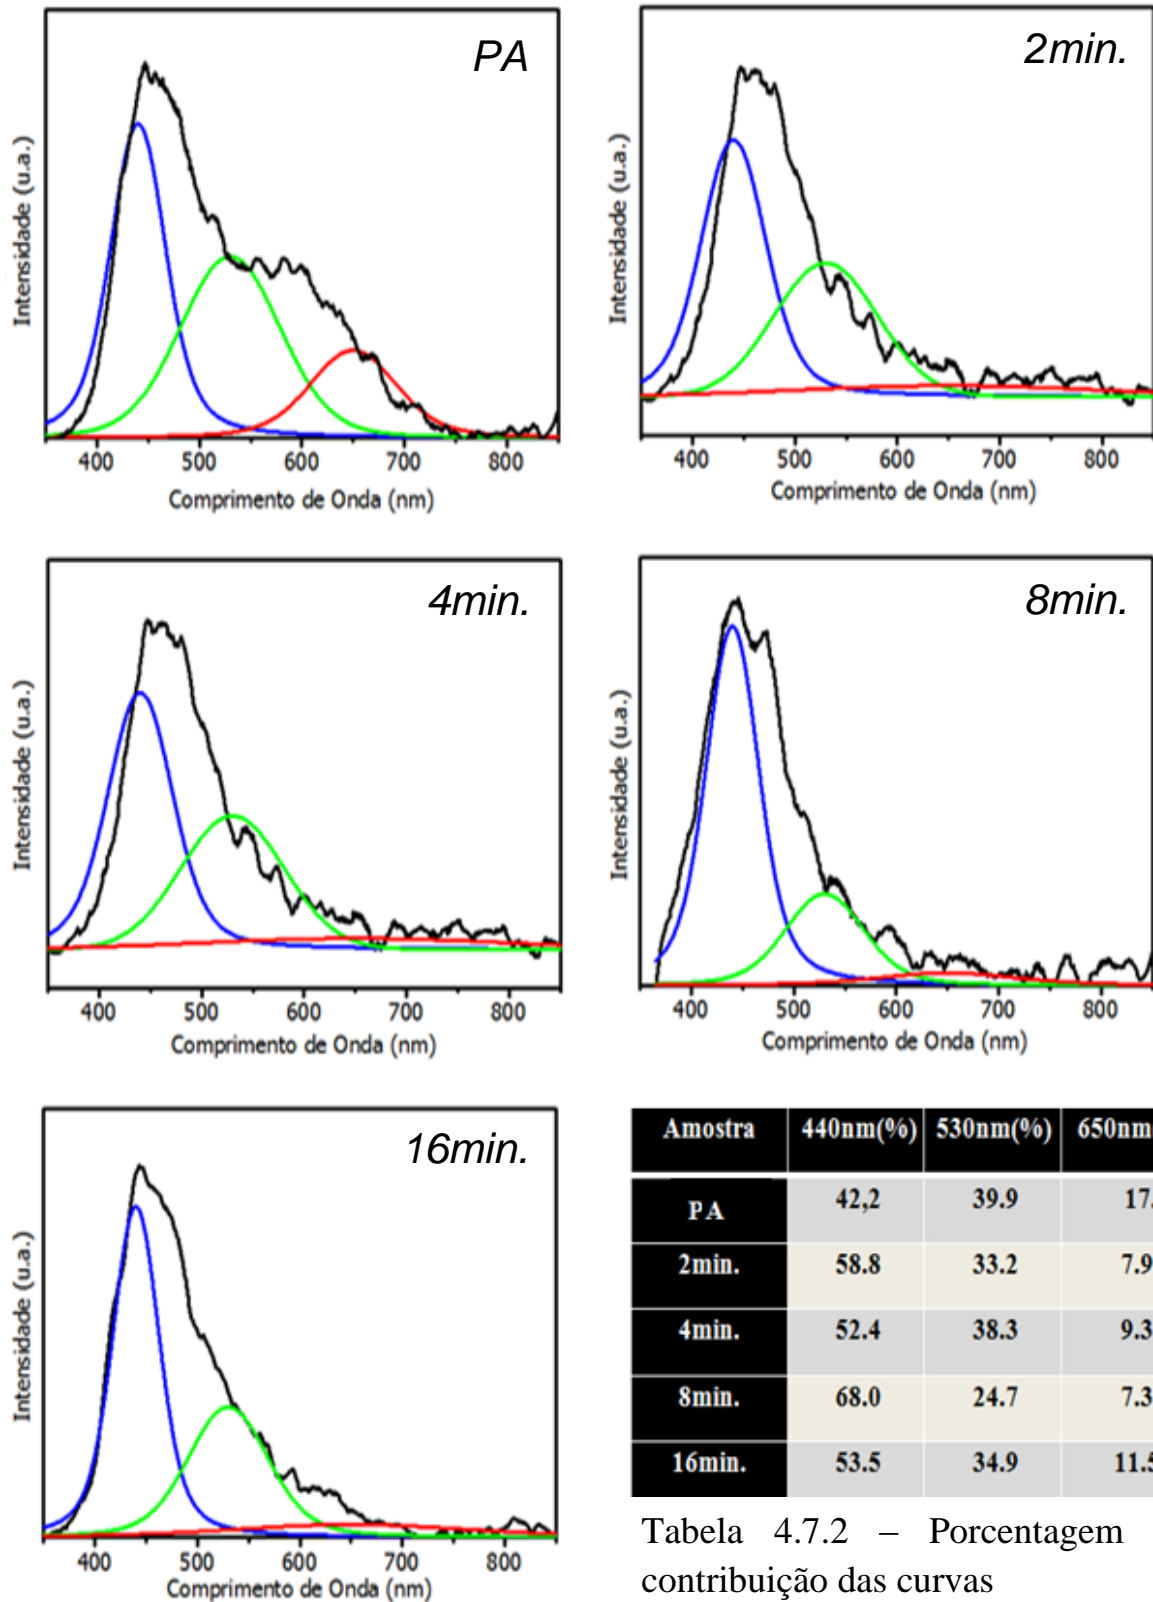 PA
Intensidade (u.a.)
400 500 600 700 800
Comprimento de Onda (nm)
2min.
Intensidade (u.a.)
400 500 600 700 800
Comprimento de Onda (nm)
4min.
Intensidade (u.a.)
400 500 600 700 800
Comprimento de Onda (nm)
8min.
Intensidade (u.a.)
400 500 600 700 800
Comprimento de Onda (nm)
16min.
Intensidade (u.a.)
400 500 600 700 800
Comprimento de Onda (nm)
Amostra 440nm(%) 530nm(%) 650nm
PA 42,2 39.9 17.
2min. 58.8 33.2 7.9
4min. 52.4 38.3 9.3
8min. 68.0 24.7 7.3
16min. 53.5 34.9 11.5
Tabela 4.7.2 – Porcentagem
contribuição das curvas